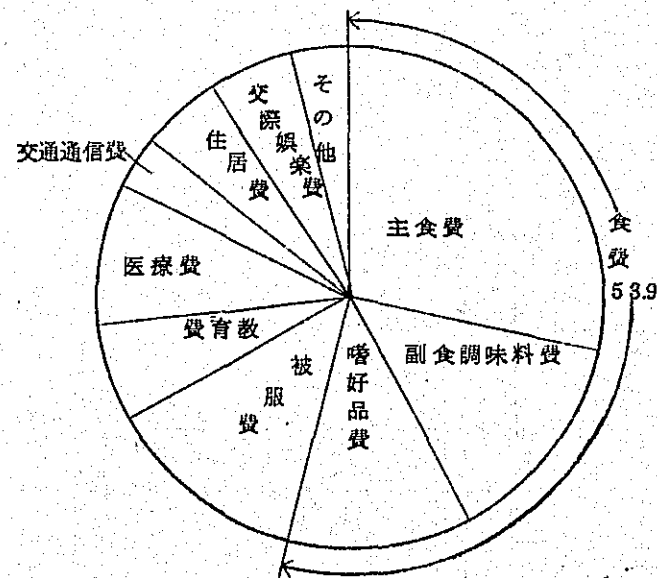 その他
交際娯楽費
住居費
交通通信費
医療費
費育教
被服費
嗜好品費
副食調味料費
主食費
食費
53.9